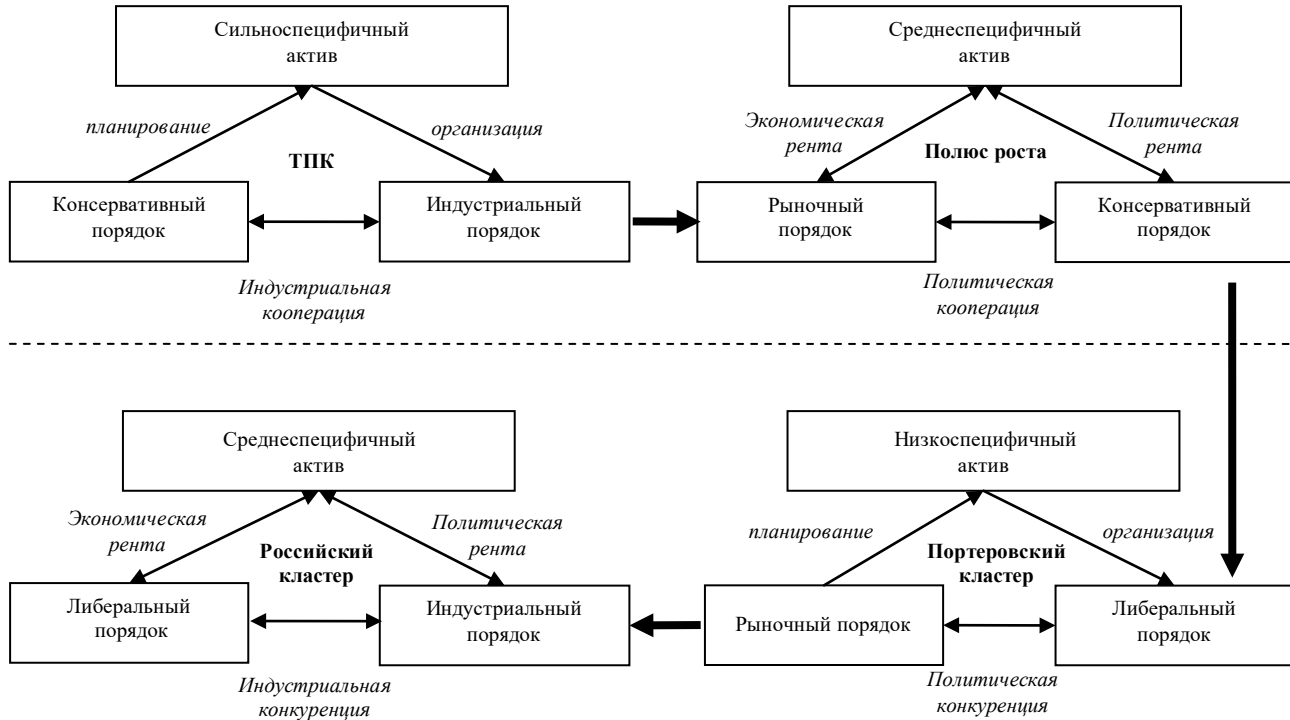 Сильноспецифичный
актив
планирование
организация
ТПК
Консервативный
порядок
Индустриальный
порядок
Индустриальная
кооперация
Среднеспецифичный
актив
Экономическая
рента
Политическая
рента
Полюс роста
Рыночный
порядок
Консервативный
порядок
Политическая
кооперация
Среднеспецифичный
актив
Экономическая
рента
Политическая
рента
Российский
кластер
Либеральный
порядок
Индустриальный
порядок
Индустриальная
конкуренция
Низкоспецифичный
актив
планирование
организация
Портеровский
кластер
Рыночный порядок
Либеральный
порядок
Политическая
конкуренция